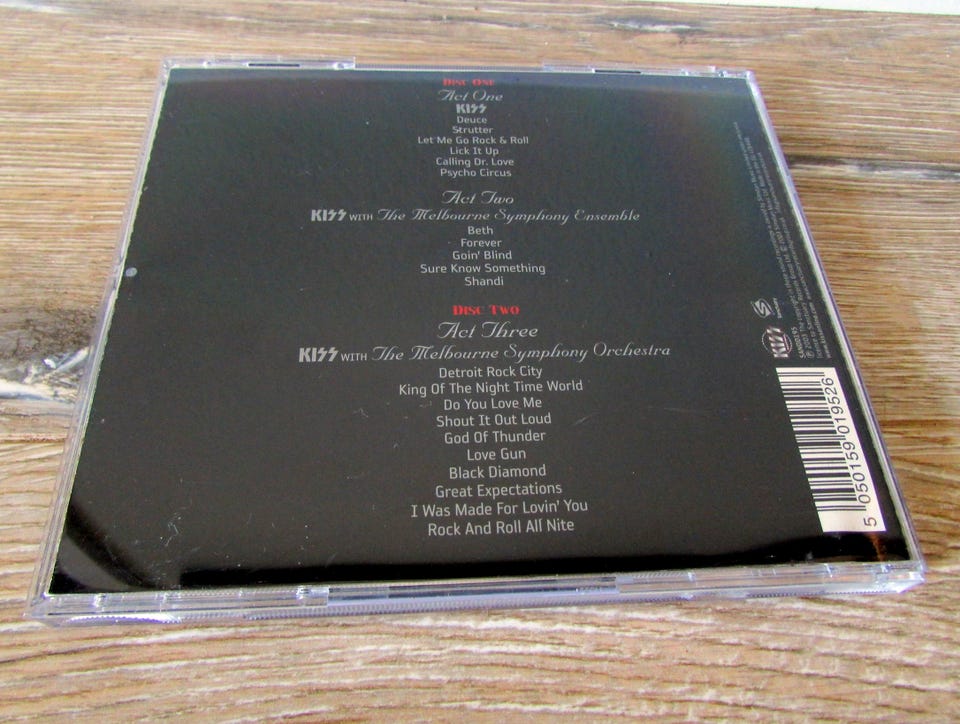 DISC ONE
Act One
KISS
Deuce
Strutter
Let Me Go Rock & Roll
Lick It Up
Calling Dr. Love
Psycho Circus
Act Two
KISS WITH The Melbourne Symphony Ensemble
Beth
Forever
Goin' Blind
Sure Know Something
Shandi
DISC TWO
Act Three
KISS WITH The Melbourne Symphony Orchestra
Detroit Rock City
King Of The Night Time World
Do You Love Me
Shout It Out Loud
God Of Thunder
Love Gun
Black Diamond
Great Expectations
I Was Made For Lovin' You
Rock And Roll All Nite
KISS
Sanctuary
SANDD195
5 050159 019526